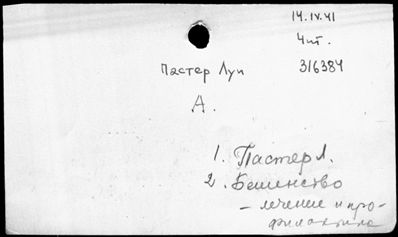 14.IV.41
Чит.
Пастер Луи 316384
А.
1. Пастер Л.
2. Бешенство
– лечение и про-
филактика